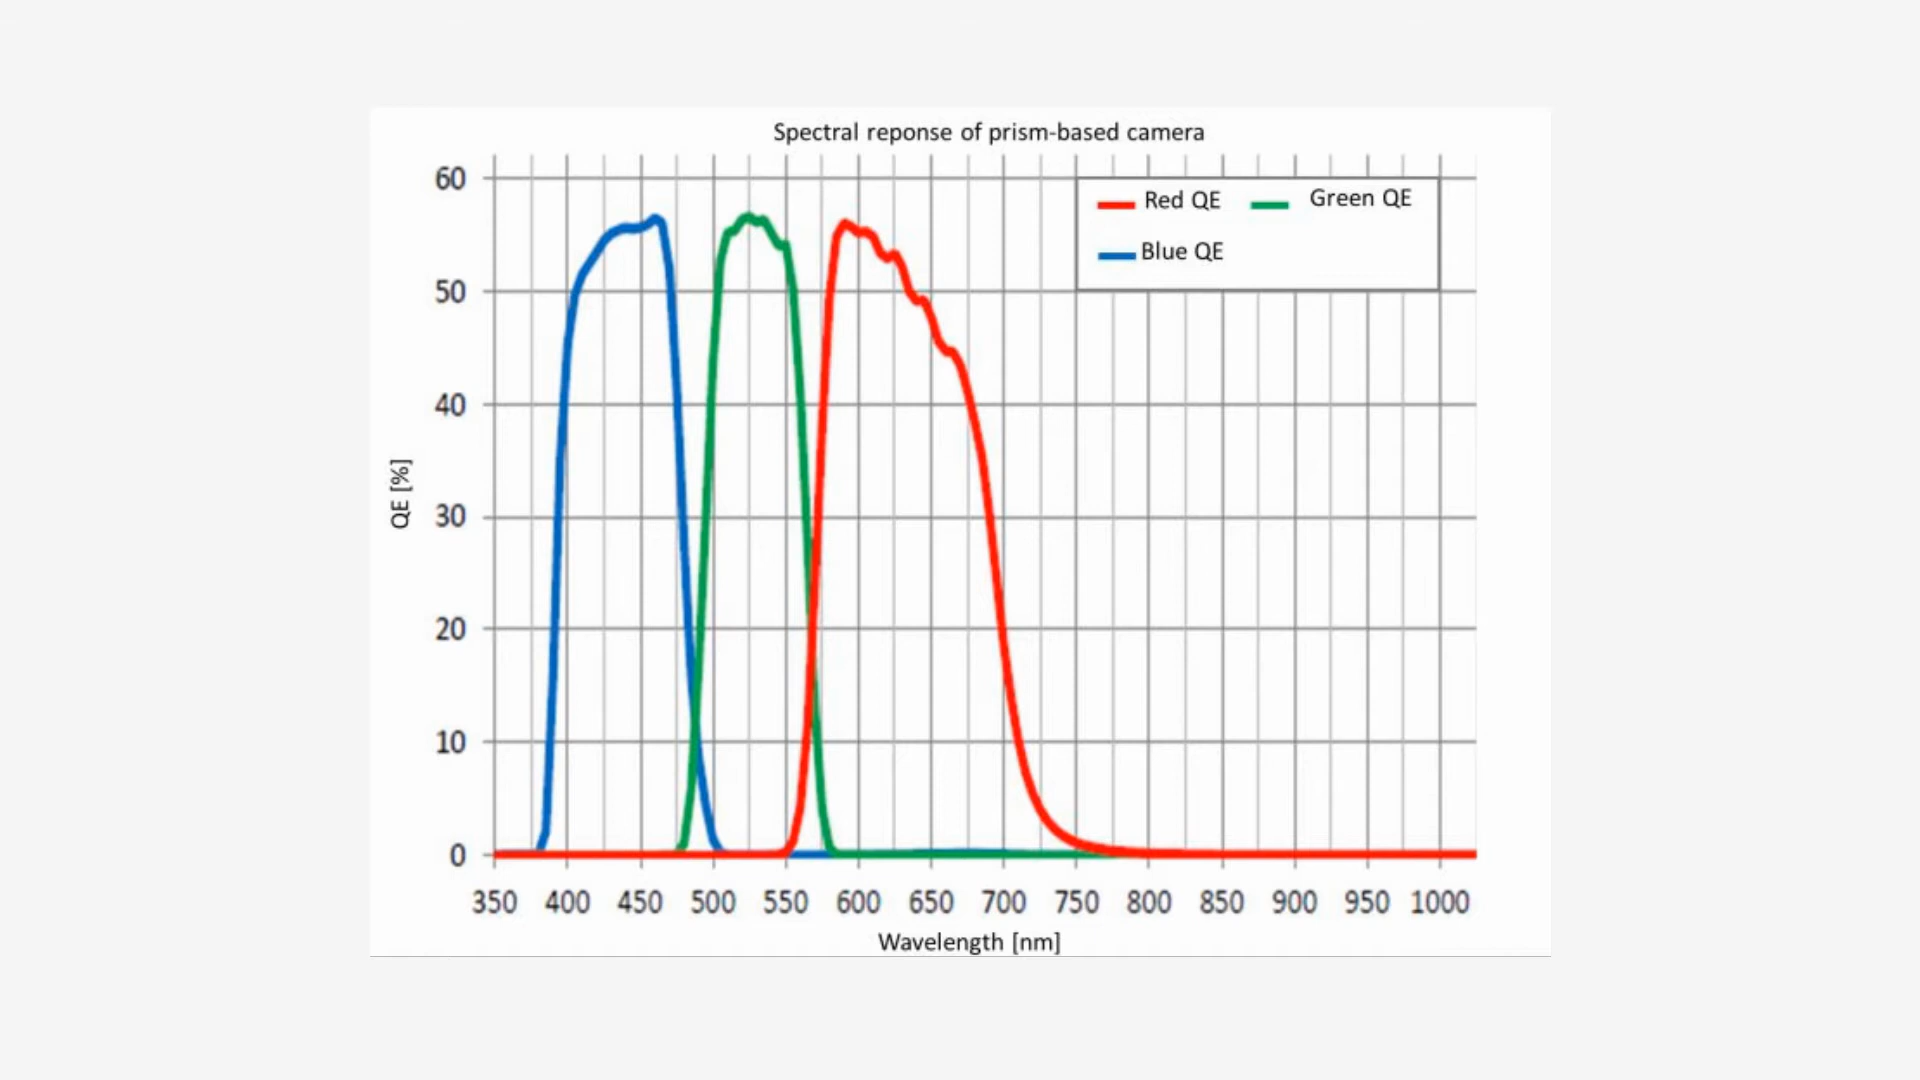 Spectral reponse of prism-based camera
Red QE
Green QE
Blue QE
60
50
40
30
20
10
0
QE [%]
350 400 450 500 550 600 650 700 750 800 850 900 950 1000
Wavelength [nm]